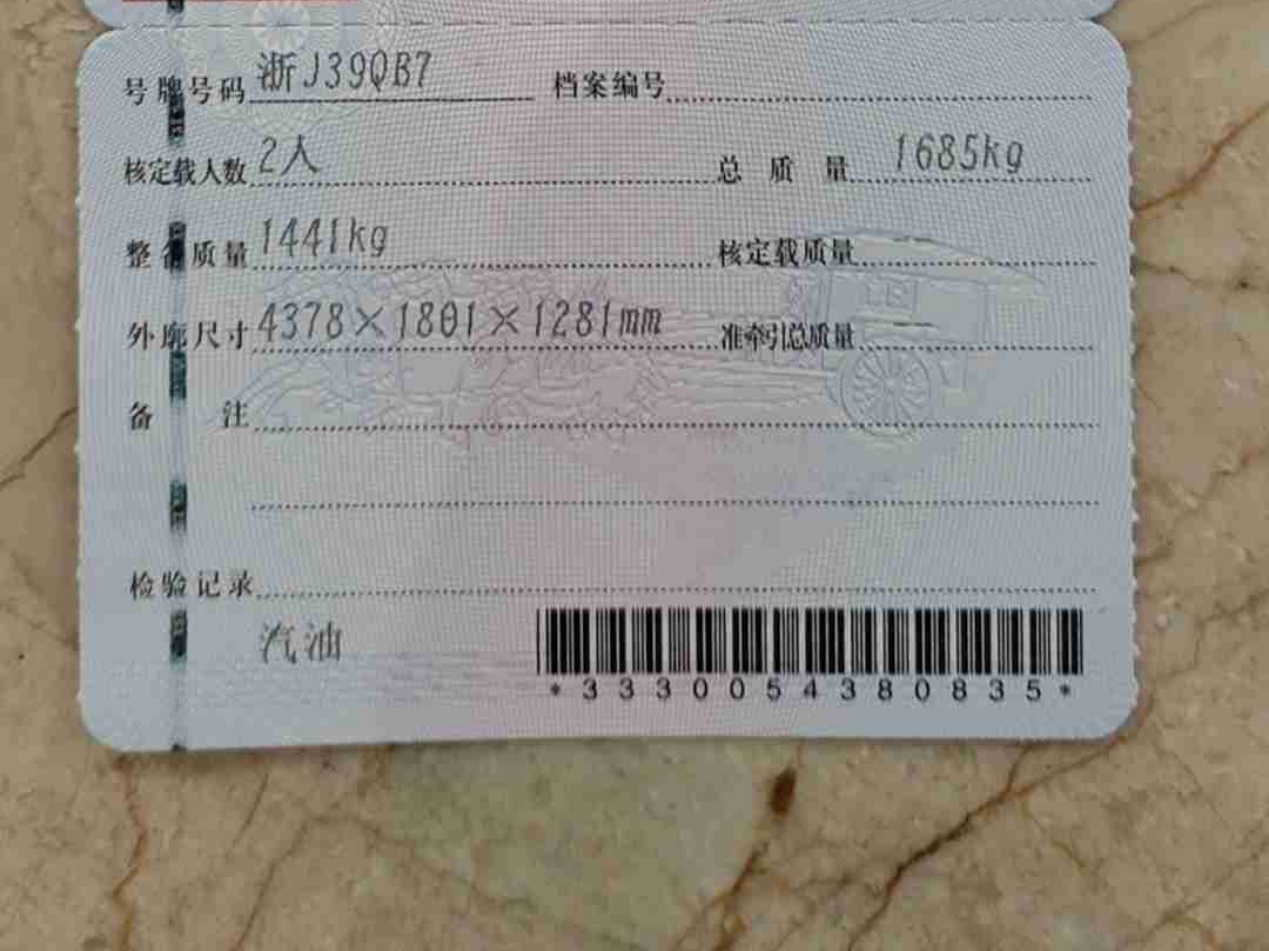 号牌号码 浙J39QB7 档案编号
核定载人数 2人 总质量 1685kg
整备质量 1441kg 核定载质量
外廓尺寸 4378×1801×1281mm 准牵引总质量
备注
检验记录
汽油
*3330054380835*